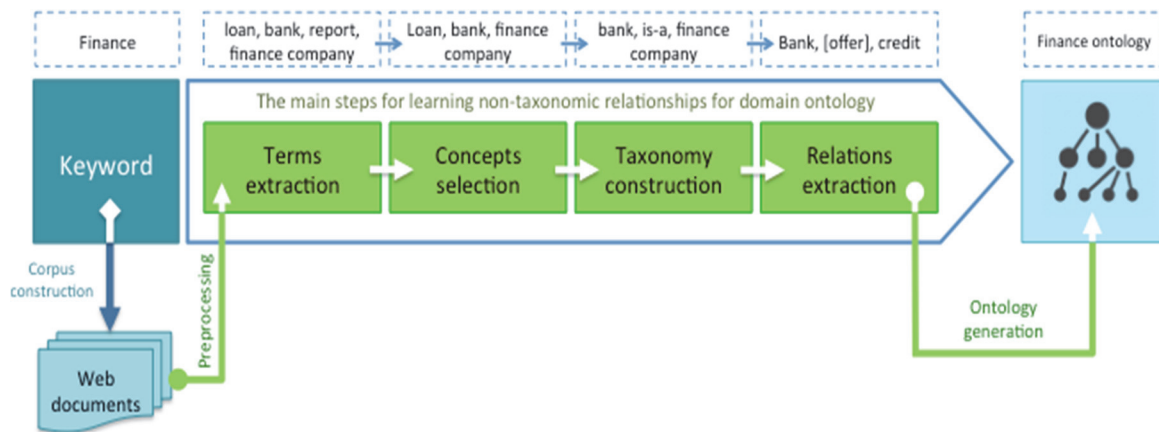 Finance
loan, bank, report,
finance company
Loan, bank, finance
company
bank, is-a, finance
company
Bank, [offer], credit
Finance ontology
The main steps for learning non-taxonomic relationships for domain ontology
Keyword
Terms
extraction
Concepts
selection
Taxonomy
construction
Relations
extraction
Corpus
construction
Preprocessing
Ontology
generation
Web
documents